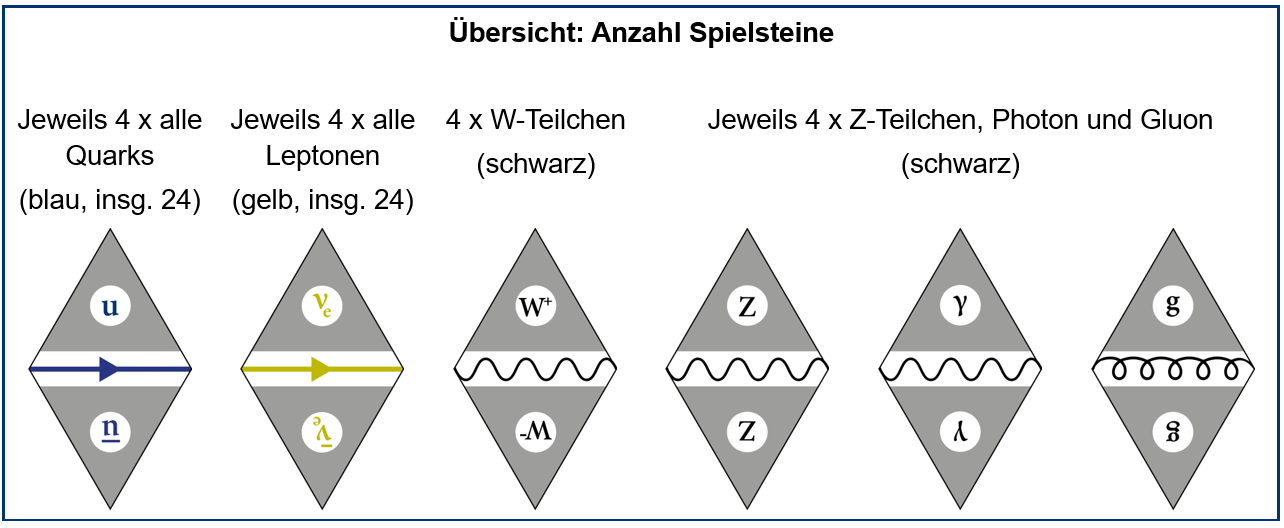 Übersicht: Anzahl Spielsteine
Jeweils 4 x alle Quarks
(blau, insg. 24)
Jeweils 4 x alle Leptonen
(gelb, insg. 24)
4 x W-Teilchen
(schwarz)
Jeweils 4 x Z-Teilchen, Photon und Gluon
(schwarz)
u
νe
W+
Z
γ
g
u̅
ν̅e
W-
Z
γ
g